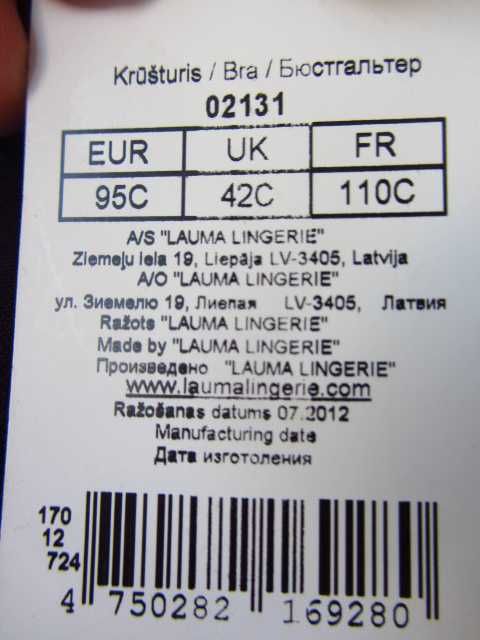 Krūšturis / Bra / Бюстгальтер
02131
EUR UK FR
95C 42C 110C
A/S "LAUMA LINGERIE"
Ziemeļu iela 19, Liepāja LV-3405, Latvija
A/O "LAUMA LINGERIE"
ул. Зиемелю 19, Лиепая LV-3405, Латвия
Ražots "LAUMA LINGERIE"
Made by "LAUMA LINGERIE"
Произведено "LAUMA LINGERIE"
www.laumalingerie.com
Ražošanas datums 07.2012
Manufacturing date
Дата изготоления
170
12
724
4 750282 169280